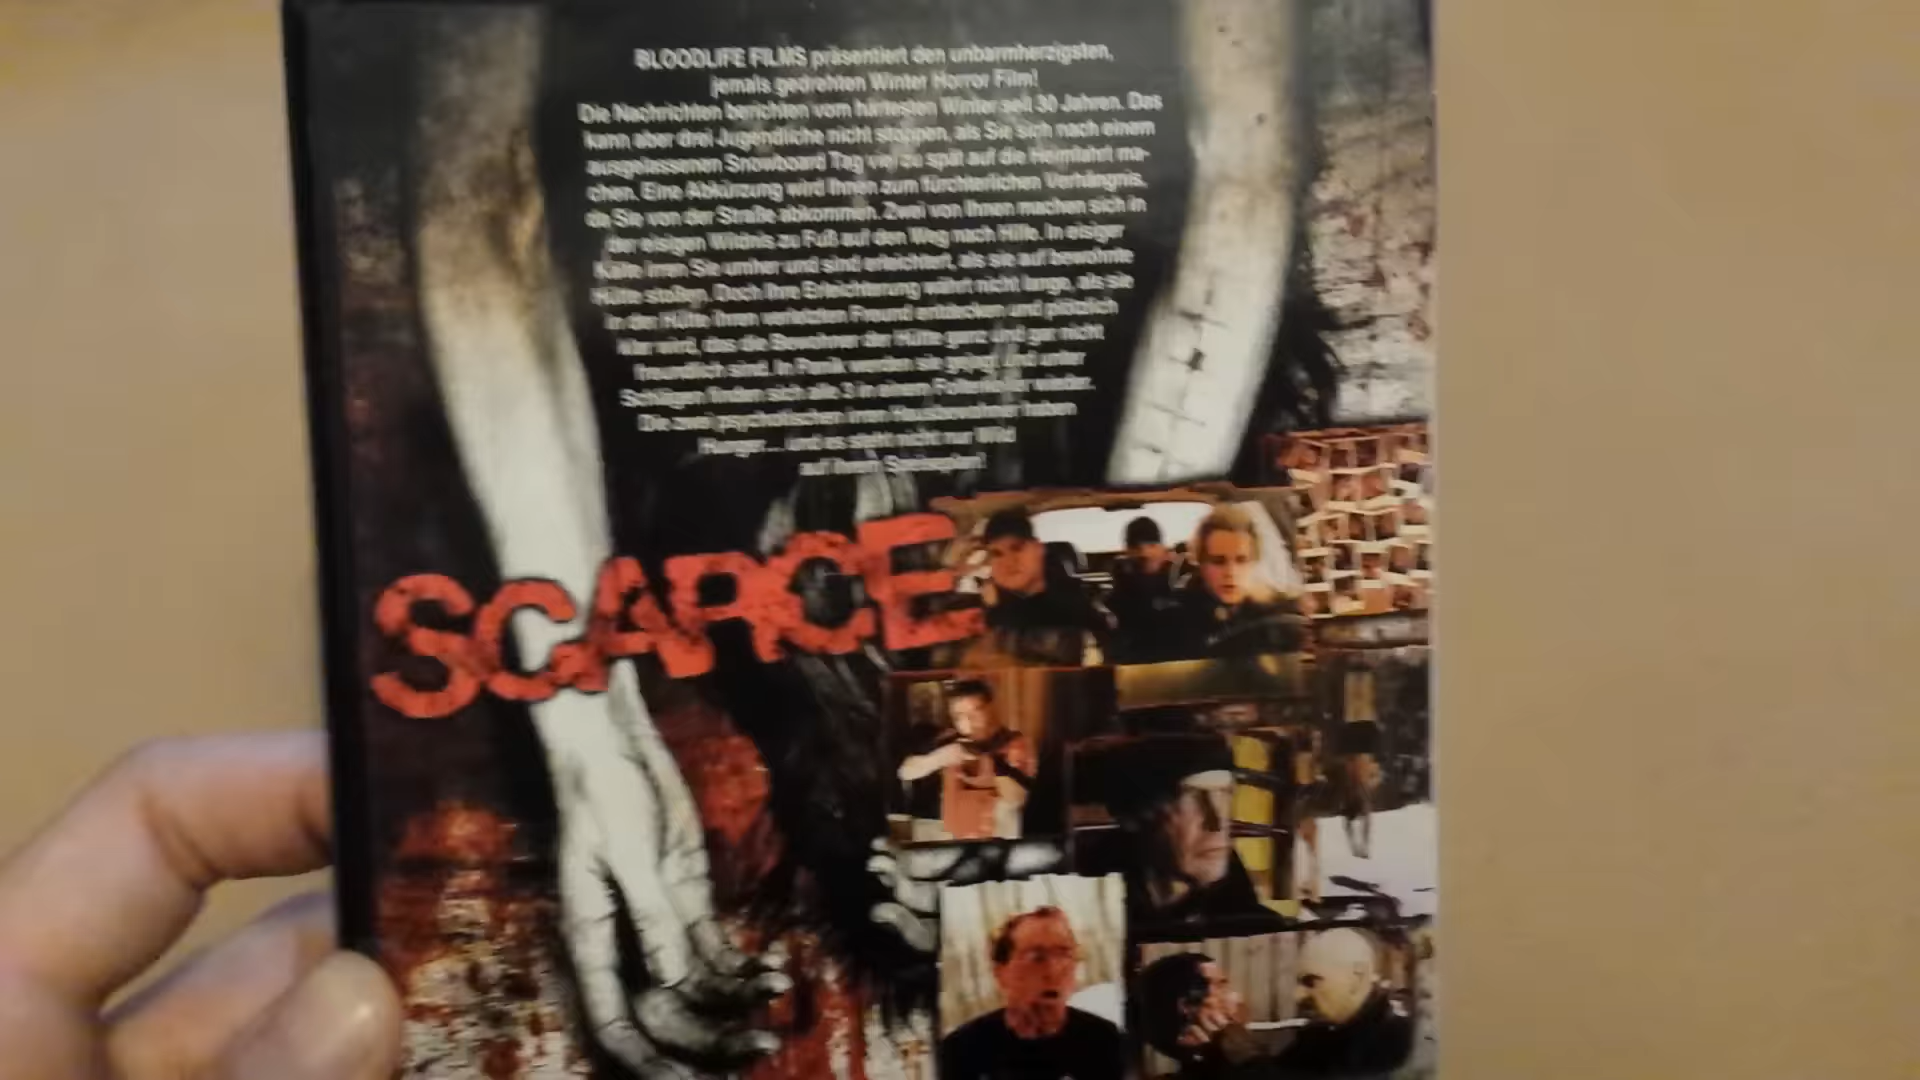 BLOODLIFE FILMS präsentiert den unbarmherzigsten,
jemals gedrehten Winter Horror Film!
Die Nachrichten berichten vom härtesten Winter seit 30 Jahren. Das
kann aber drei Jugendliche nicht stoppen, als Sie sich nach einem
ausgelassenen Snowboard Tag viel zu spät auf die Heimfahrt ma-
chen. Eine Abkürzung wird Ihnen zum fürchterlichen Verhängnis,
da Sie von der Straße abkommen. Zwei von Ihnen machen sich in
der eisigen Wildnis zu Fuß auf den Weg nach Hilfe. In eisiger
Kälte irren Sie umher und sind erleichtert, als sie auf bewohnte
Hütte stoßen. Doch Ihre Erleichterung währt nicht lange, als sie
in der Hütte Ihren verletzten Freund entdecken und plötzlich
klar wird, das die Bewohner der Hütte ganz und gar nicht
freundlich sind. In Panik werden sie gejagt und unter
Schlägen finden sich alle 3 in einem wieder.
Die zwei psychotischen irren Hausbewohner haben
Hunger... und es steht nicht nur Wild
auf Ihrem Speiseplan!
SCARCE